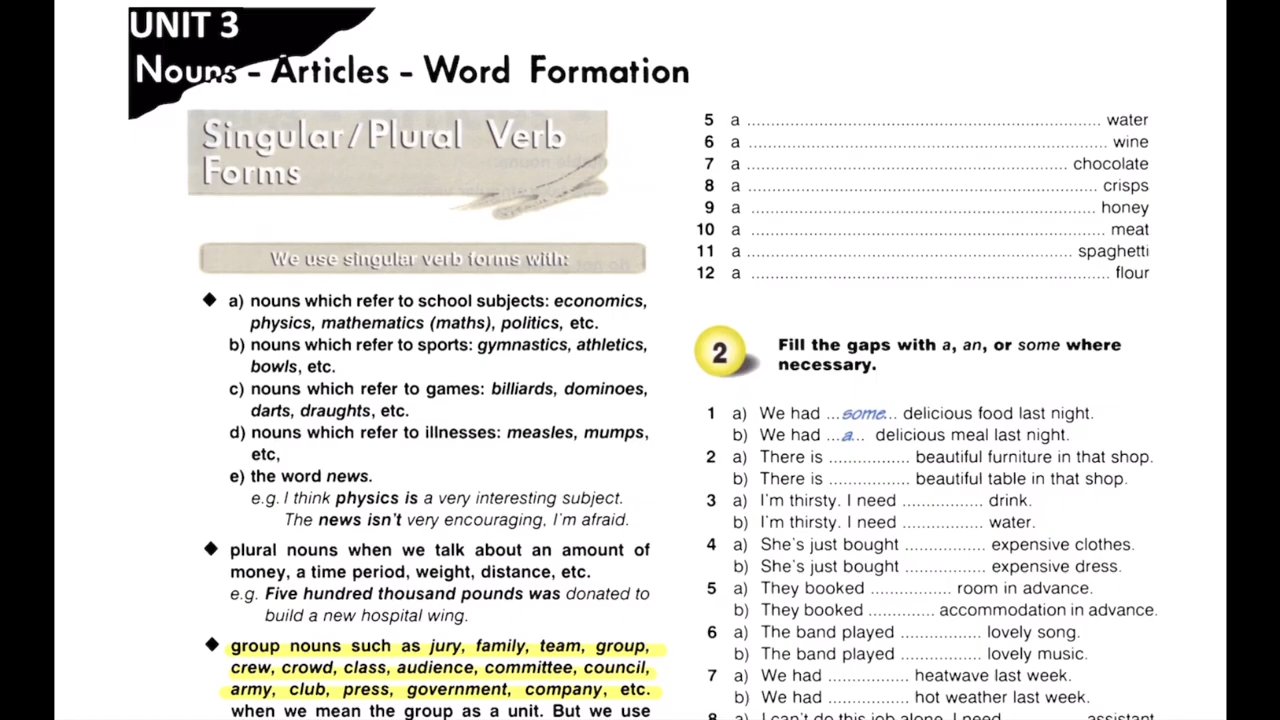 UNIT 3
Nouns - Articles - Word Formation
Singular/Plural Verb
Forms
We use singular verb forms with:
◆ a) nouns which refer to school subjects: economics,
physics, mathematics (maths), politics, etc.
b) nouns which refer to sports: gymnastics, athletics,
bowls, etc.
c) nouns which refer to games: billiards, dominoes,
darts, draughts, etc.
d) nouns which refer to illnesses: measles, mumps,
etc,
e) the word news.
e.g. I think physics is a very interesting subject.
The news isn't very encouraging, I'm afraid.
◆ plural nouns when we talk about an amount of
money, a time period, weight, distance, etc.
e.g. Five hundred thousand pounds was donated to
build a new hospital wing.
◆ group nouns such as jury, family, team, group,
crew, crowd, class, audience, committee, council,
army, club, press, government, company, etc.
when we mean the group as a unit. But we use
5 a ........................ water
6 a ........................ wine
7 a ........................ chocolate
8 a ........................ crisps
9 a ........................ honey
10 a ........................ meat
11 a ........................ spaghetti
12 a ........................ flour
2 Fill the gaps with a, an, or some where
necessary.
1 a) We had ...some... delicious food last night.
b) We had ...a... delicious meal last night.
2 a) There is ................ beautiful furniture in that shop.
b) There is ................ beautiful table in that shop.
3 a) I'm thirsty. I need ................ drink.
b) I'm thirsty. I need ................ water.
4 a) She's just bought ................ expensive clothes.
b) She's just bought ................ expensive dress.
5 a) They booked ................ room in advance.
b) They booked ............. accommodation in advance.
6 a) The band played ................ lovely song.
b) The band played ................ lovely music.
7 a) We had ................ heatwave last week.
b) We had ................ hot weather last week.
8 a) I can't do this job alone. I need ................ assistant